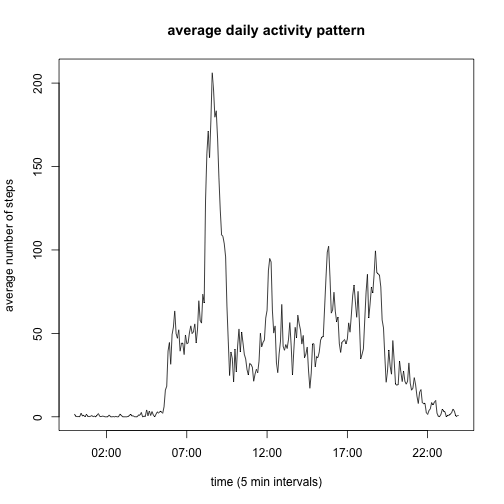 average daily activity pattern
average number of steps
200
150
100
50
0
02:00 07:00 12:00 17:00 22:00
time (5 min intervals)